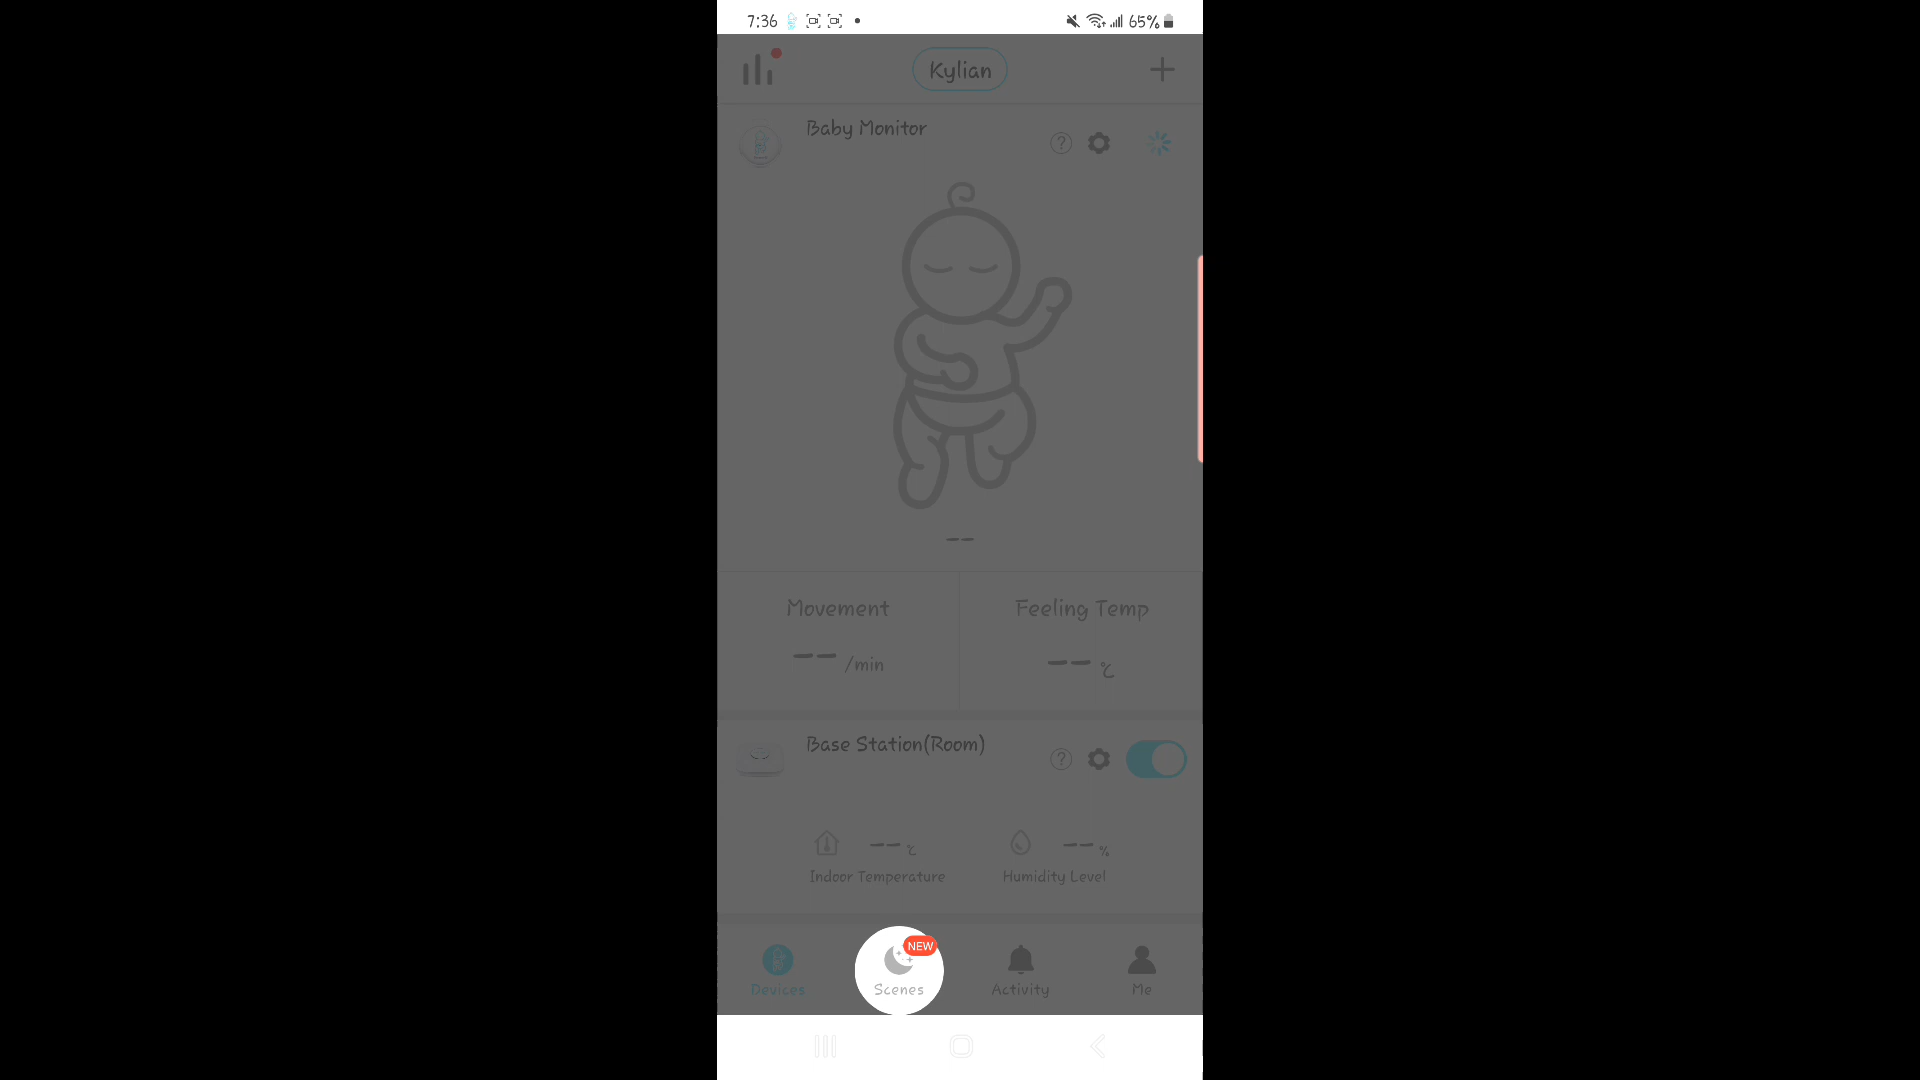 7:36
65%
Kylian
Baby Monitor
?
--
Movement
Feeling Temp
-- /min
-- ℃
Base Station(Room)
?
-- ℃
-- %
Indoor Temperature
Humidity Level
NEW
Devices
Scenes
Activity
Me